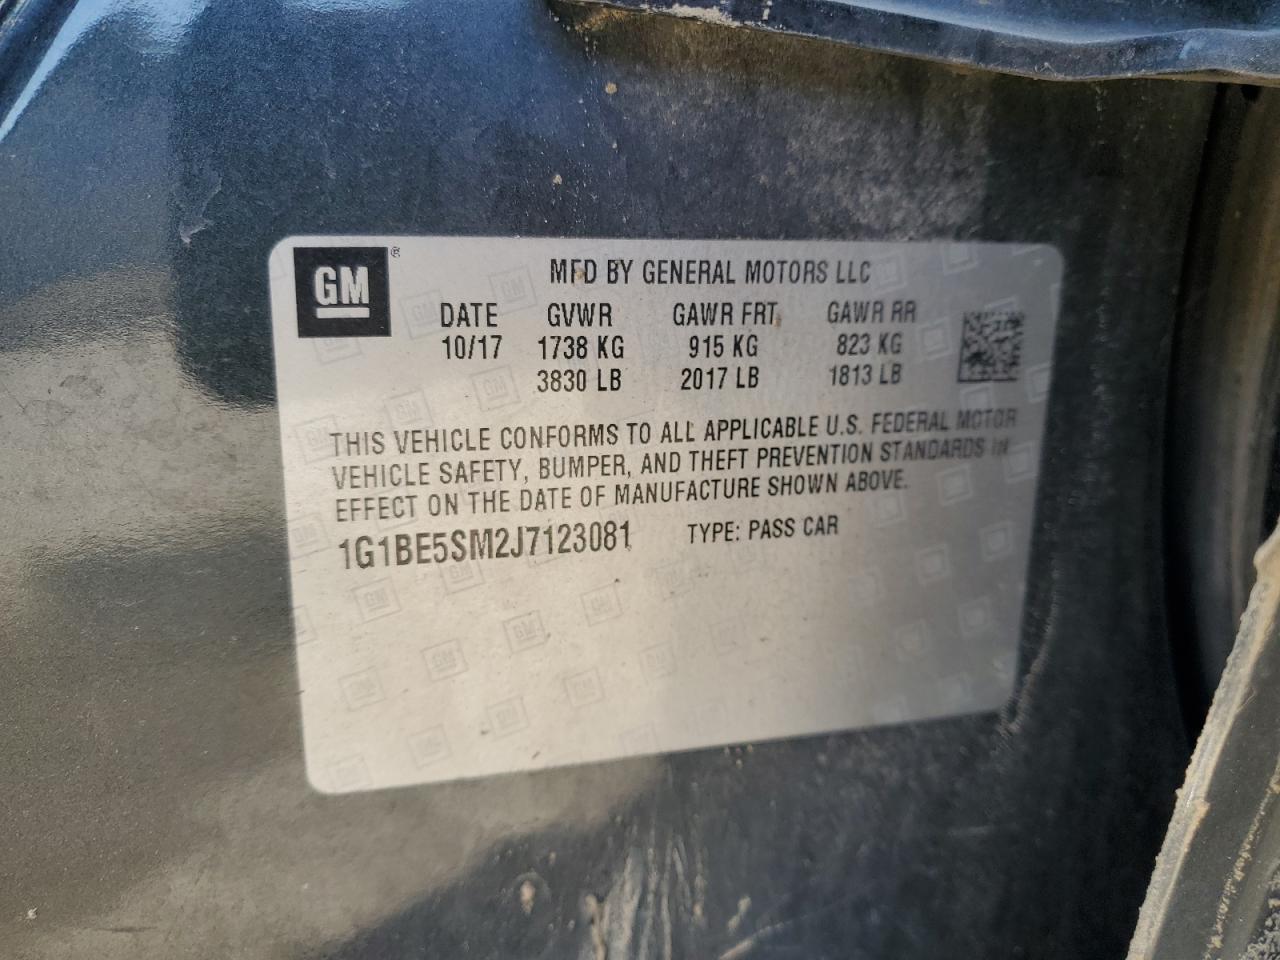 GM ®
MFD BY GENERAL MOTORS LLC
DATE GVWR GAWR FRT GAWR RR
10/17 1738 KG 915 KG 823 KG
3830 LB 2017 LB 1813 LB
THIS VEHICLE CONFORMS TO ALL APPLICABLE U.S. FEDERAL MOTOR
VEHICLE SAFETY, BUMPER, AND THEFT PREVENTION STANDARDS IN
EFFECT ON THE DATE OF MANUFACTURE SHOWN ABOVE.
1G1BE5SM2J7123081 TYPE: PASS CAR